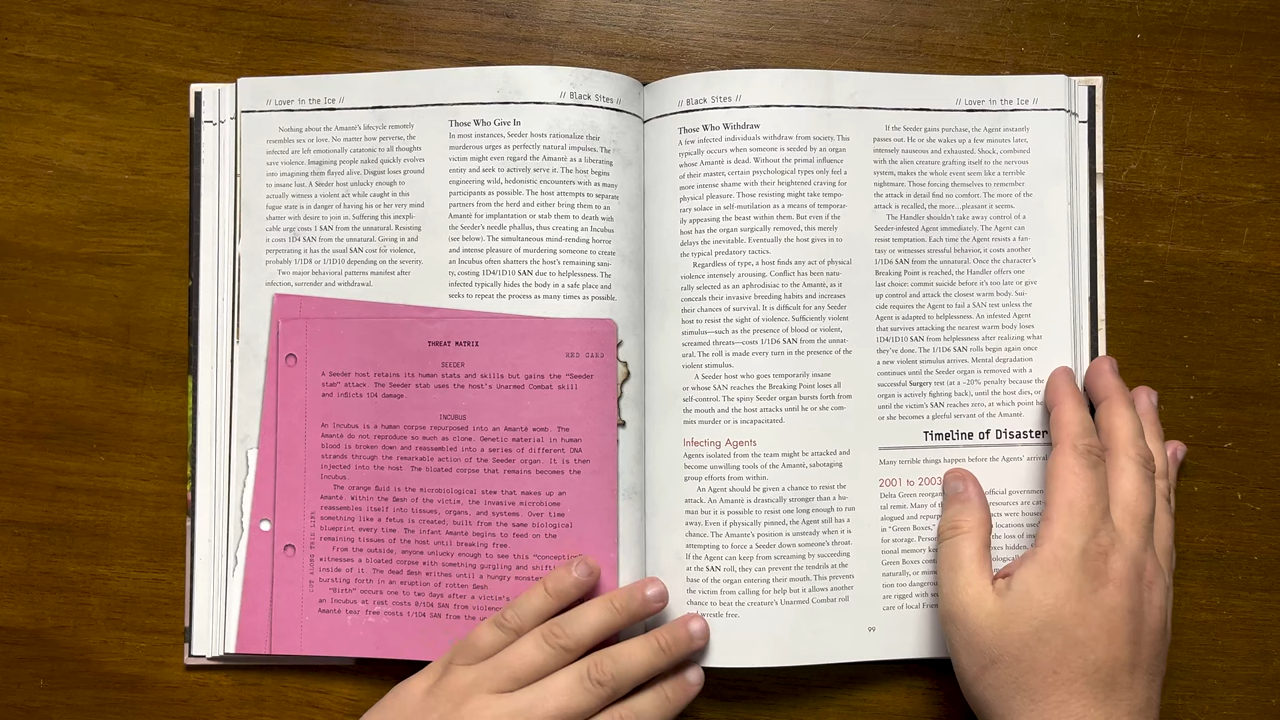 // Lover in the Ice //
// Black Sites //
Nothing about the Amanté's lifecycle remotely
resembles sex or love. No matter how perverse, the
infected are left emotionally catatonic to all thoughts
save violence. Imagining people naked quickly evolves
into imagining them flayed alive. Disgust loses ground
to insane lust. A Seeder host unlucky enough to
actually witness a violent act while caught in this
fugue state is in danger of having his or her very mind
shatter with desire to join in. Suffering this inexpli-
cable urge costs 1 SAN from the unnatural. Resisting
it costs 1D4 SAN from the unnatural. Giving in and
perpetrating it has the usual SAN cost for violence,
probably 1/1D8 or 1/1D10 depending on the severity.
Two major behavioral patterns manifest after
infection, surrender and withdrawal.
Those Who Give In
In most instances, Seeder hosts rationalize their
murderous urges as perfectly natural impulses. The
victim might even regard the Amanté as a liberating
entity and seek to actively serve it. The host begins
engineering wild, hedonistic encounters with as many
participants as possible. The host attempts to separate
partners from the herd and either bring them to an
Amanté for implantation or stab them to death with
the Seeder's needle phallus, thus creating an Incubus
(see below). The simultaneous mind-rending horror
and intense pleasure of murdering someone to create
an Incubus often shatters the host's remaining sani-
ty, costing 1D4/1D10 SAN due to helplessness. The
infected typically hides the body in a safe place and
seeks to repeat the process as many times as possible.
THREAT MATRIX
RED CARD
SEEDER
A Seeder host retains its human stats and skills but gains the "Seeder
stab" attack. The Seeder stab uses the host's Unarmed Combat skill
and inflicts 1D4 damage.
INCUBUS
An Incubus is a human corpse repurposed into an Amanté womb. The
Amanté do not reproduce so much as clone. Genetic material in human
blood is broken down and reassembled into a series of different DNA
strands through the remarkable action of the Seeder organ. It is then
injected into the host. The bloated corpse that remains becomes the
Incubus.
The orange fluid is the microbiological stew that makes up an
Amanté. Within the flesh of the victim, the invasive microbiome
reassembles itself into tissues, organs, and systems. Over time
something like a fetus is created, built from the same biological
blueprint every time. The infant Amanté begins to feed on the
remaining tissues of the host until breaking free.
From the outside, anyone unlucky enough to see this "conception"
witnesses a bloated corpse with something gurgling and
inside of it. The dead flesh writhes until a hungry
bursting forth in an eruption of rotten flesh
"Birth" occurs one to two days after a victim's
an Incubus at rest costs 0/1D4 SAN from
Amanté tear free costs 1/1D4 SAN from the
CUT ALONG THIS LINE
// Black Sites //
// Lover in the Ice //
Those Who Withdraw
A few infected individuals withdraw from society. This
typically occurs when someone is seeded by an organ
whose Amanté is dead. Without the primal influence
of their master, certain psychological types only feel a
more intense shame with their heightened craving for
physical pleasure. Those resisting might take tempo-
rary solace in self-mutilation as a means of temporar-
ily appeasing the beast within them. But even if the
host has the organ surgically removed, this merely
delays the inevitable. Eventually the host gives in to
the typical predatory tactics.
Regardless of type, a host finds any act of physical
violence intensely arousing. Conflict has been natu-
rally selected as an aphrodisiac to the Amanté, as it
conceals their invasive breeding habits and increases
their chances of survival. It is difficult for any Seeder
host to resist the sight of violence. Sufficiently violent
stimulus—such as the presence of blood or violent,
screamed threats—costs 1/1D6 SAN from the unnat-
ural. The roll is made every turn in the presence of the
violent stimulus.
A Seeder host who goes temporarily insane
or whose SAN reaches the Breaking Point loses all
self-control. The spiny Seeder organ bursts forth from
the mouth and the host attacks until he or she com-
mits murder or is incapacitated.
Infecting Agents
Agents isolated from the team might be attacked and
become unwilling tools of the Amanté, sabotaging
group efforts from within.
An Agent should be given a chance to resist the
attack. An Amanté is drastically stronger than a hu-
man but it is possible to resist one long enough to run
away. Even if physically pinned, the Agent still has a
chance. The Amanté's position is unsteady when it is
attempting to force a Seeder down someone's throat.
If the Agent can keep from screaming by succeeding
at the SAN roll, they can prevent the tendrils at the
base of the organ entering their mouth. This prevents
the victim from calling for help but it allows another
chance to beat the creature's Unarmed Combat roll
and wrestle free.
If the Seeder gains purchase, the Agent instantly
passes out. He or she wakes up a few minutes later,
intensely nauseous and exhausted. Shock, combined
with the alien creature grafting itself to the nervous
system, makes the whole event seem like a terrible
nightmare. Those forcing themselves to remember
the attack in detail find no comfort. The more of the
attack is recalled, the more…pleasant it seems.
The Handler shouldn't take away control of a
Seeder-infected Agent immediately. The Agent can
resist temptation. Each time the Agent resists a fan-
tasy or witnesses stressful behavior, it costs another
1/1D6 SAN from the unnatural. Once the character's
Breaking Point is reached, the Handler offers one
last choice: commit suicide before it's too late or give
up control and attack the closest warm body. Sui-
cide requires the Agent to fail a SAN test unless the
Agent is adapted to helplessness. An infected Agent
that survives attacking the nearest warm body loses
1D4/1D10 SAN from helplessness after realizing what
they've done. The 1/1D6 SAN rolls begin again once
a new violent stimulus arrives. Mental degradation
continues until the Seeder organ is removed with a
successful Surgery test (at a −20% penalty because the
organ is actively fighting back), until the host dies, or
until the victim's SAN reaches zero, at which point he
or she becomes a gleeful servant of the Amanté.
Timeline of Disaster
Many terrible things happen before the Agents' arrival
2001 to 2003
Delta Green official governmen-
tal remit. Many of resources are cat-
alogued and were house
in "Green Boxes," locations used
for storage. the loss of
tional memory hidden.
Green Boxes
naturally, or
tion too dangerous
are rigged with
care of local
99